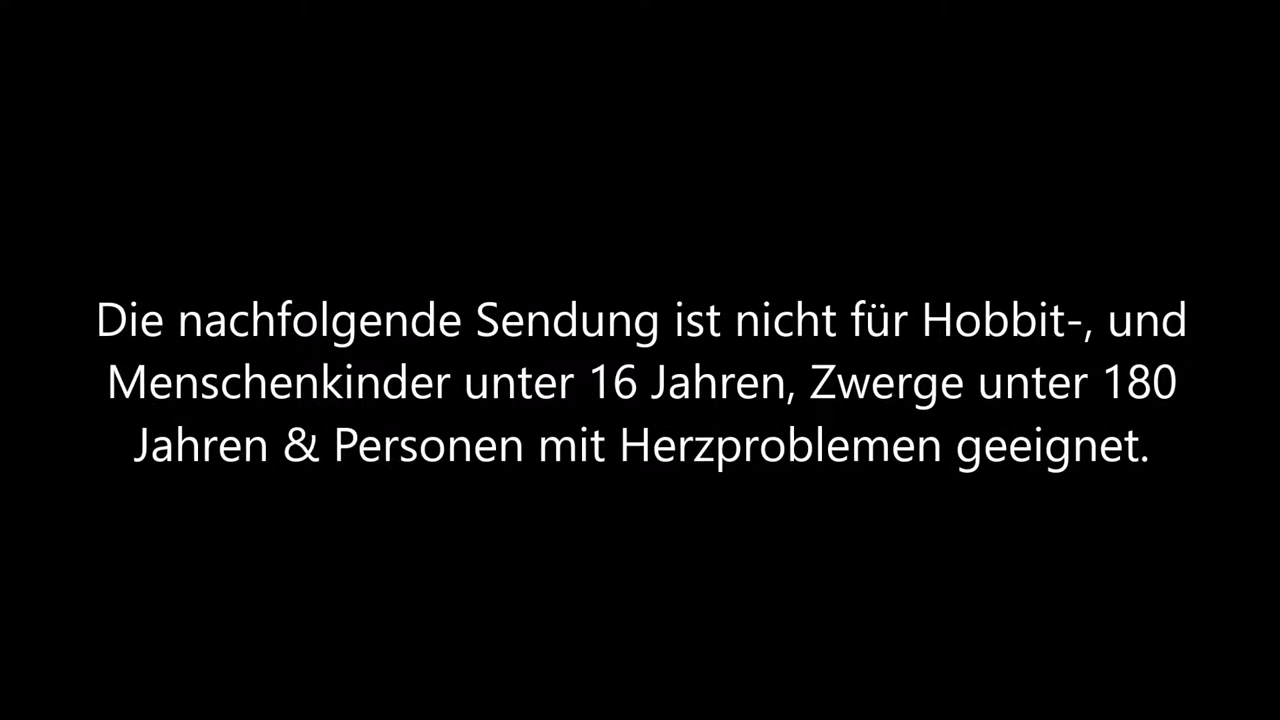 Die nachfolgende Sendung ist nicht für Hobbit-, und
Menschenkinder unter 16 Jahren, Zwerge unter 180
Jahren & Personen mit Herzproblemen geeignet.